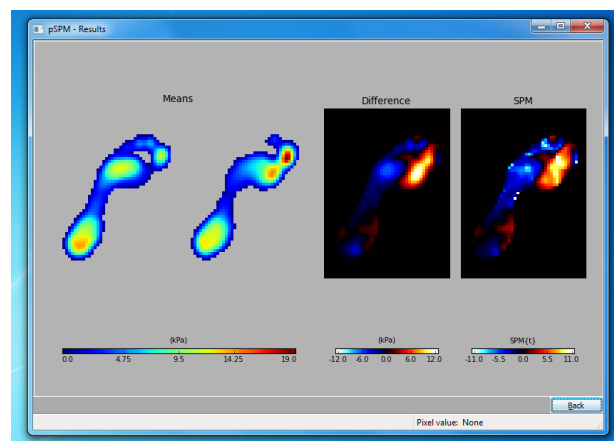 pSPM - Results
Means
Difference
SPM
(kPa)
0.0 4.75 9.5 14.25 19.0
(kPa)
-12.0 -6.0 0.0 6.0 12.0
SPM{t}
-11.0 -5.5 0.0 5.5 11.0
Back
Pixel value: None